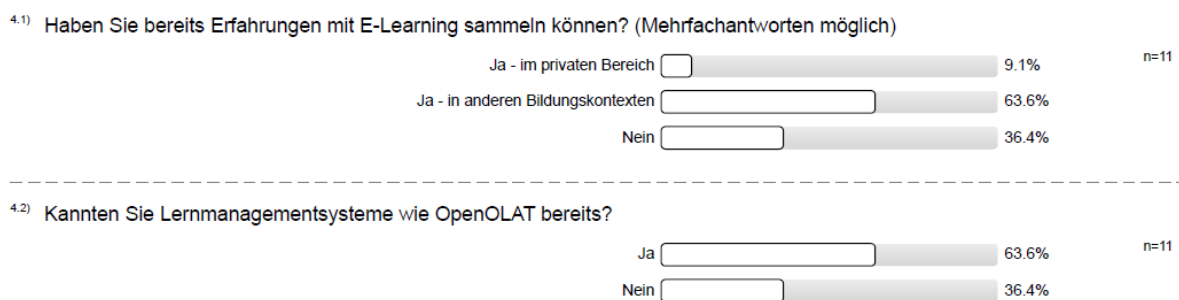 4.1) Haben Sie bereits Erfahrungen mit E-Learning sammeln können? (Mehrfachantworten möglich)
Ja - im privaten Bereich 9.1% n=11
Ja - in anderen Bildungskontexten 63.6%
Nein 36.4%
4.2) Kannten Sie Lernmanagementsysteme wie OpenOLAT bereits?
Ja 63.6% n=11
Nein 36.4%